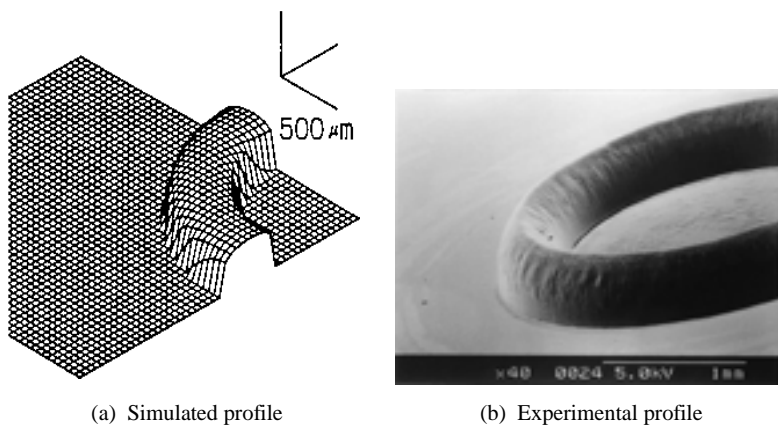 500 μm
×40 0024 5.0kV 1mm
(a) Simulated profile
(b) Experimental profile